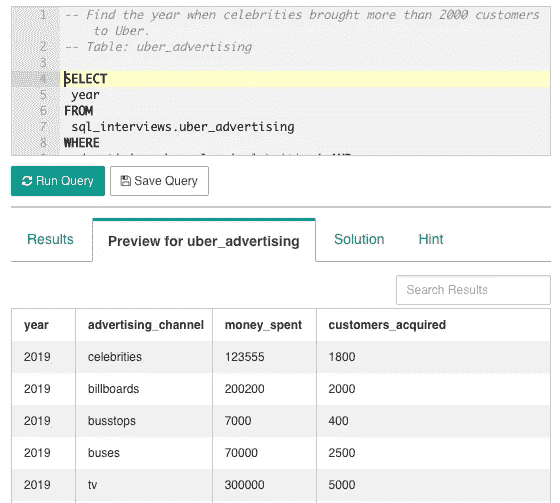 1 -- Find the year when celebrities brought more than 2000 customers
to Uber.
2 -- Table: uber_advertising
3
4 SELECT
5 year
6 FROM
7 sql_interviews.uber_advertising
8 WHERE
Run Query Save Query
Results Preview for uber_advertising Solution Hint
Search Results
year advertising_channel money_spent customers_acquired
2019 celebrities 123555 1800
2019 billboards 200200 2000
2019 busstops 7000 400
2019 buses 70000 2500
2019 tv 300000 5000